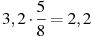 3,2 · 5/8 = 2,2